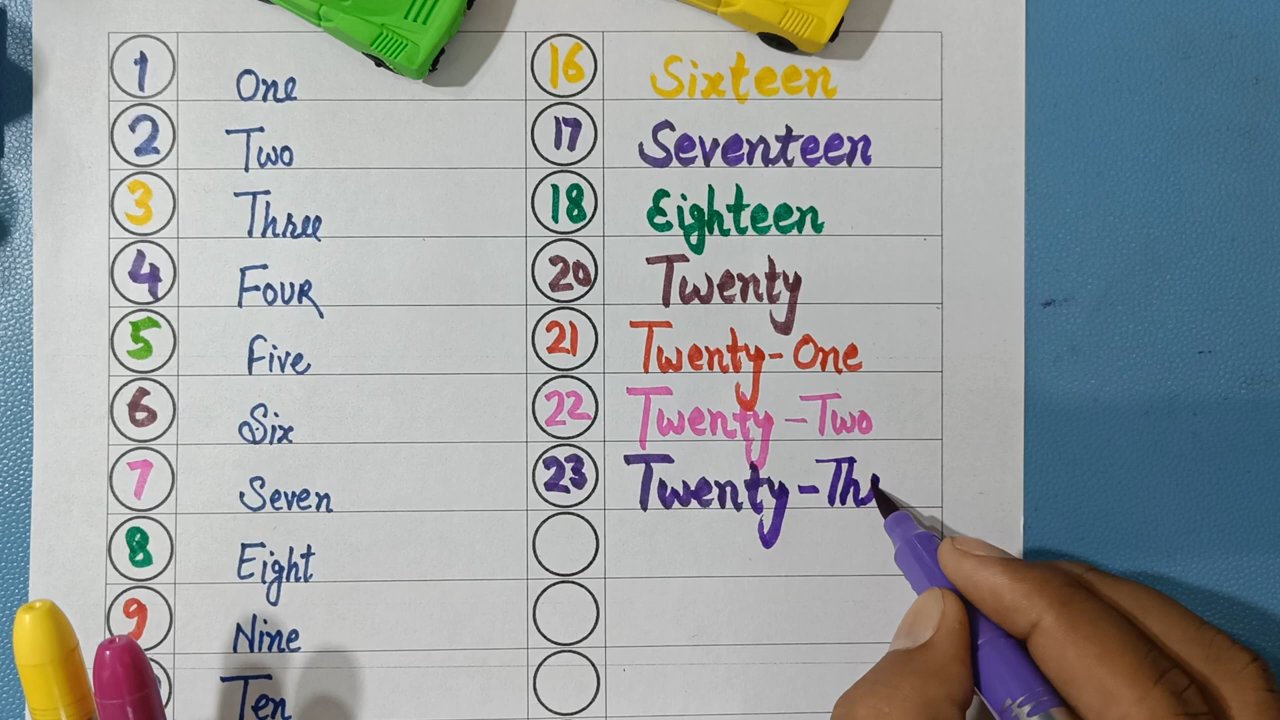 1 One
2 Two
3 Three
4 FOUR
5 Five
6 Six
7 Seven
8 Eight
9 Nine
Ten
16 Sixteen
17 Seventeen
18 Eighteen
20 Twenty
21 Twenty-One
22 Twenty-Two
23 Twenty-Th